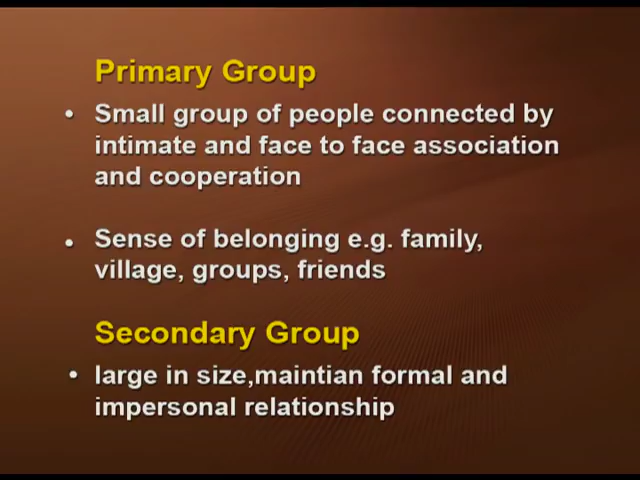 Primary Group
• Small group of people connected by
intimate and face to face association
and cooperation
• Sense of belonging e.g. family,
village, groups, friends
Secondary Group
• large in size,maintian formal and
impersonal relationship